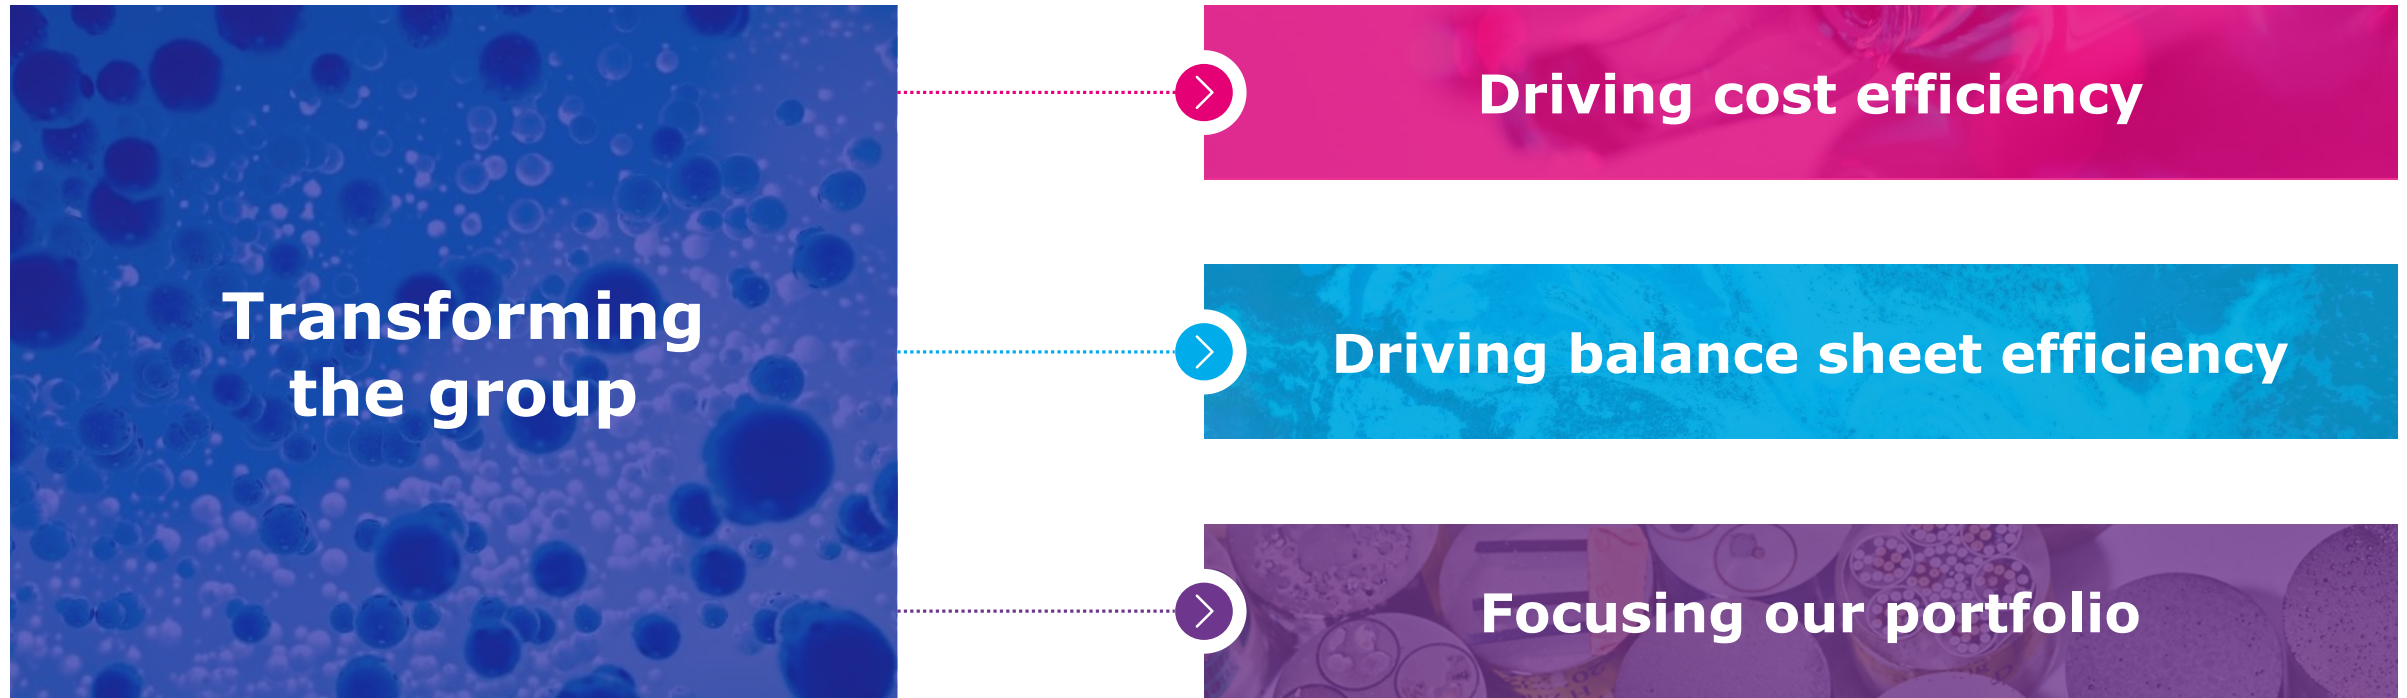 Transforming
the group
Driving cost efficiency
Driving balance sheet efficiency
Focusing our portfolio